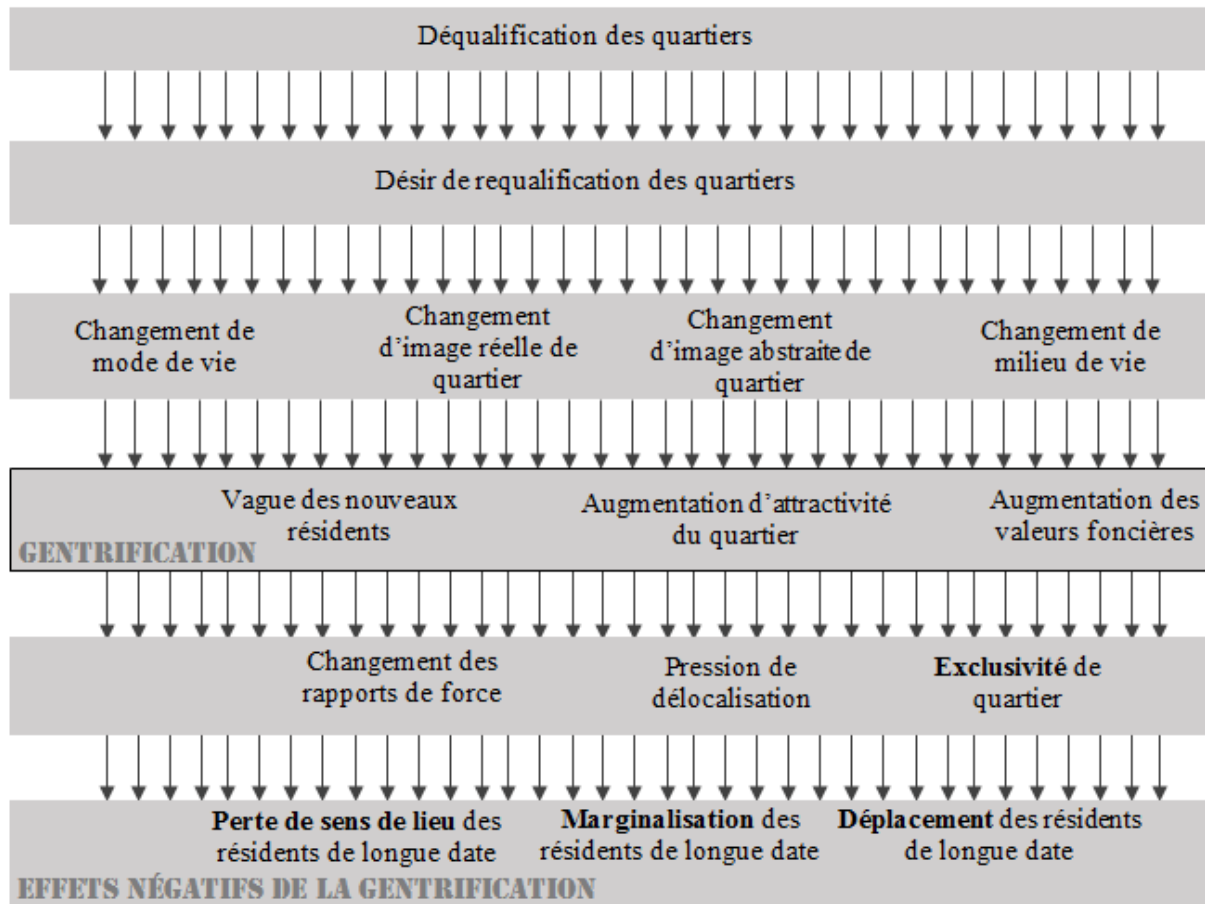 Déqualification des quartiers
Désir de requalification des quartiers
Changement de
mode de vie
Changement
d'image réelle de
quartier
Changement
d'image abstraite de
quartier
Changement de
milieu de vie
Vague des nouveaux
résidents
Augmentation d'attractivité
du quartier
Augmentation des
valeurs foncières
GENTRIFICATION
Changement des
rapports de force
Pression de
délocalisation
Exclusivité de
quartier
Perte de sens de lieu des
résidents de longue date
Marginalisation des
résidents de longue date
Déplacement des résidents
de longue date
EFFETS NÉGATIFS DE LA GENTRIFICATION